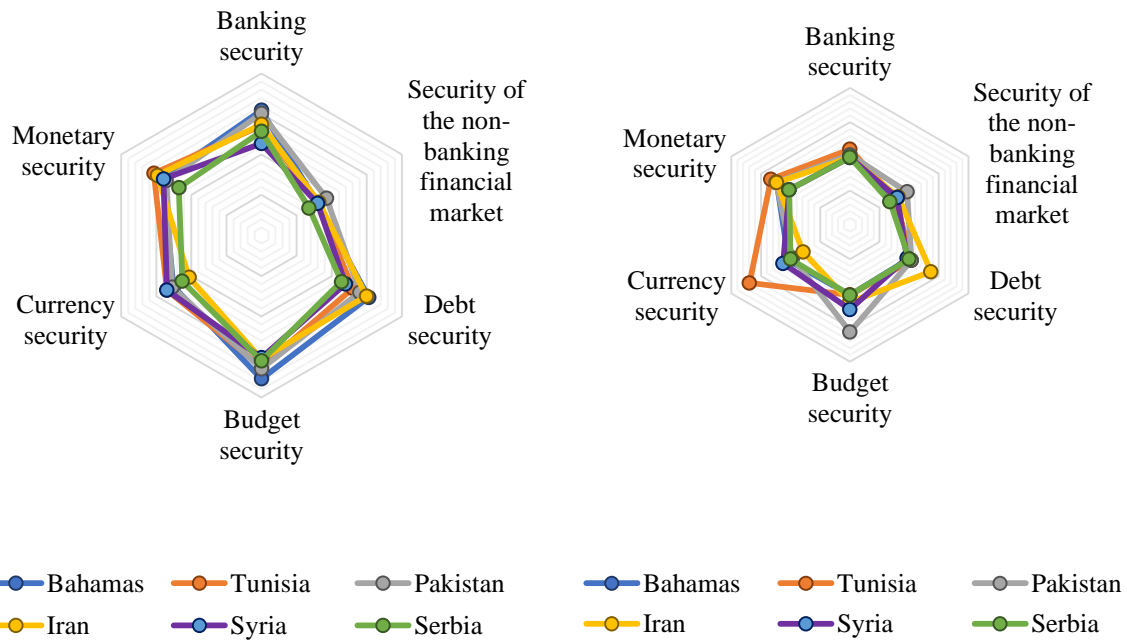 Banking
security
Security of
the non-
banking
financial
market
Debt
security
Budget
security
Currency
security
Monetary
security
Banking
security
Security of
the non-
banking
financial
market
Debt
security
Budget
security
Currency
security
Monetary
security
Bahamas Tunisia Pakistan
Iran Syria Serbia
Bahamas Tunisia Pakistan
Iran Syria Serbia